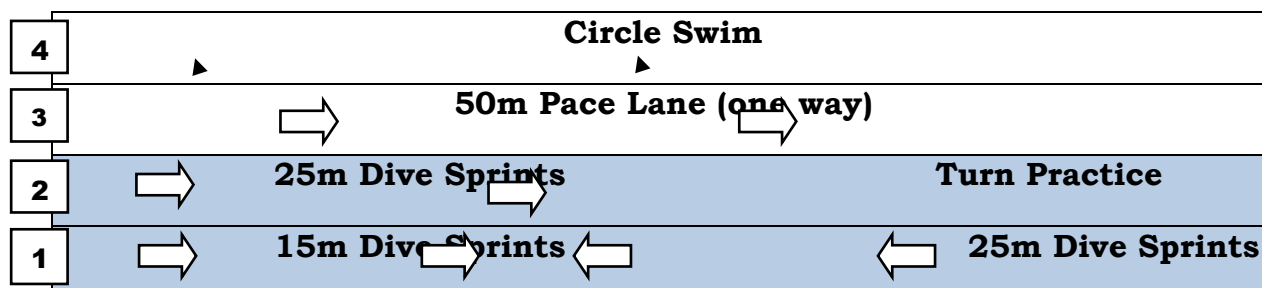 4 Circle Swim
3 50m Pace Lane (one way)
2 25m Dive Sprints Turn Practice
1 15m Dive Sprints 25m Dive Sprints